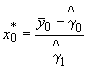 x₀* = (ȳ₀ − γ̂₀) / γ̂₁